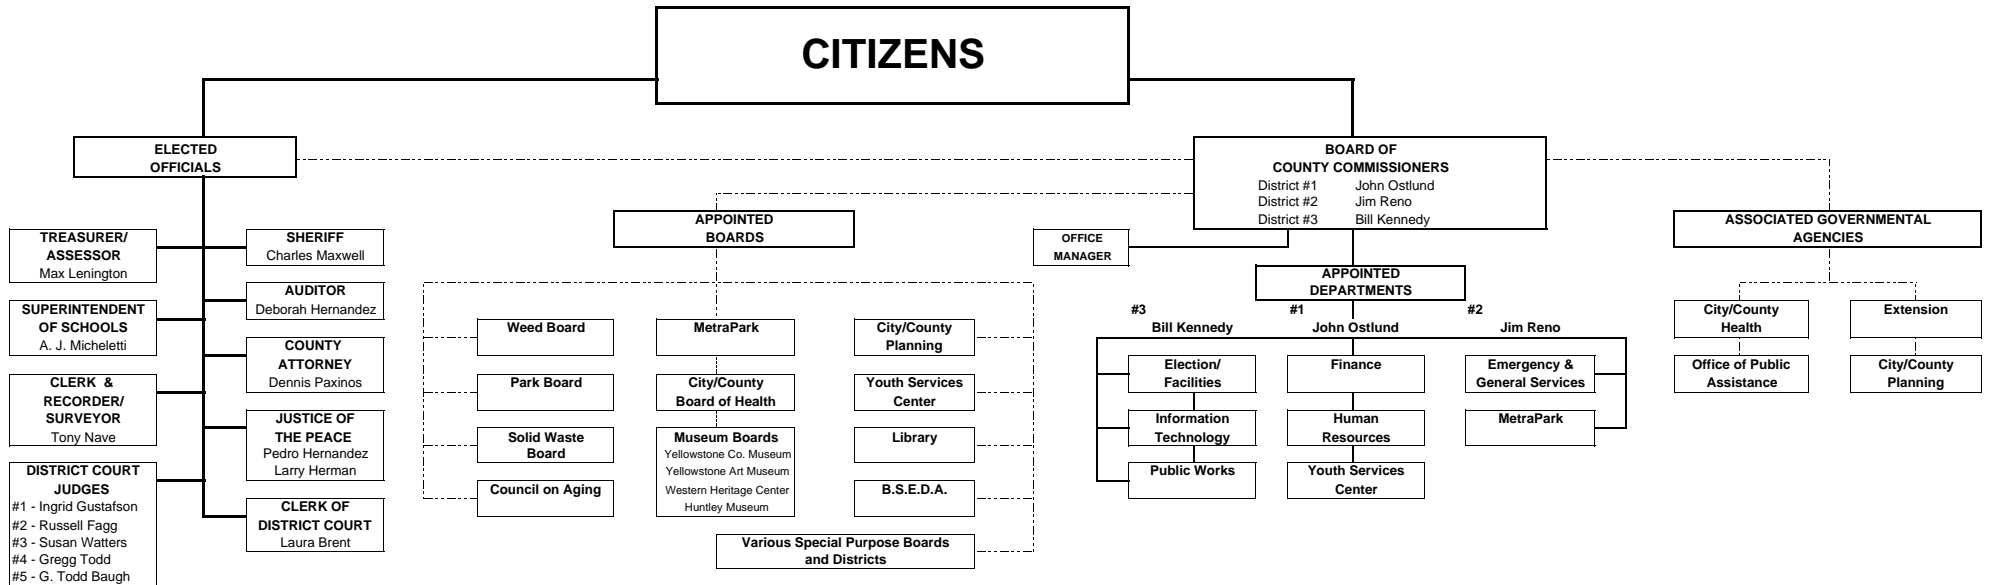 CITIZENS
ELECTED
OFFICIALS
BOARD OF
COUNTY COMMISSIONERS
District #1 John Ostlund
District #2 Jim Reno
District #3 Bill Kennedy
TREASURER/
ASSESSOR
Max Lenington
SUPERINTENDENT
OF SCHOOLS
A. J. Micheletti
CLERK &
RECORDER/
SURVEYOR
Tony Nave
DISTRICT COURT
JUDGES
#1 - Ingrid Gustafson
#2 - Russell Fagg
#3 - Susan Watters
#4 - Gregg Todd
#5 - G. Todd Baugh
SHERIFF
Charles Maxwell
AUDITOR
Deborah Hernandez
COUNTY
ATTORNEY
Dennis Paxinos
JUSTICE OF
THE PEACE
Pedro Hernandez
Larry Herman
CLERK OF
DISTRICT COURT
Laura Brent
APPOINTED
BOARDS
Weed Board
Park Board
Solid Waste
Board
Council on Aging
MetraPark
City/County
Board of Health
Museum Boards
Yellowstone Co. Museum
Yellowstone Art Museum
Western Heritage Center
Huntley Museum
City/County
Planning
Youth Services
Center
Library
B.S.E.D.A.
Various Special Purpose Boards
and Districts
OFFICE
MANAGER
APPOINTED
DEPARTMENTS
#3
Bill Kennedy
Election/
Facilities
Information
Technology
Public Works
#1
John Ostlund
Finance
Human
Resources
Youth Services
Center
#2
Jim Reno
Emergency &
General Services
MetraPark
ASSOCIATED GOVERNMENTAL
AGENCIES
City/County
Health
Office of Public
Assistance
Extension
City/County
Planning